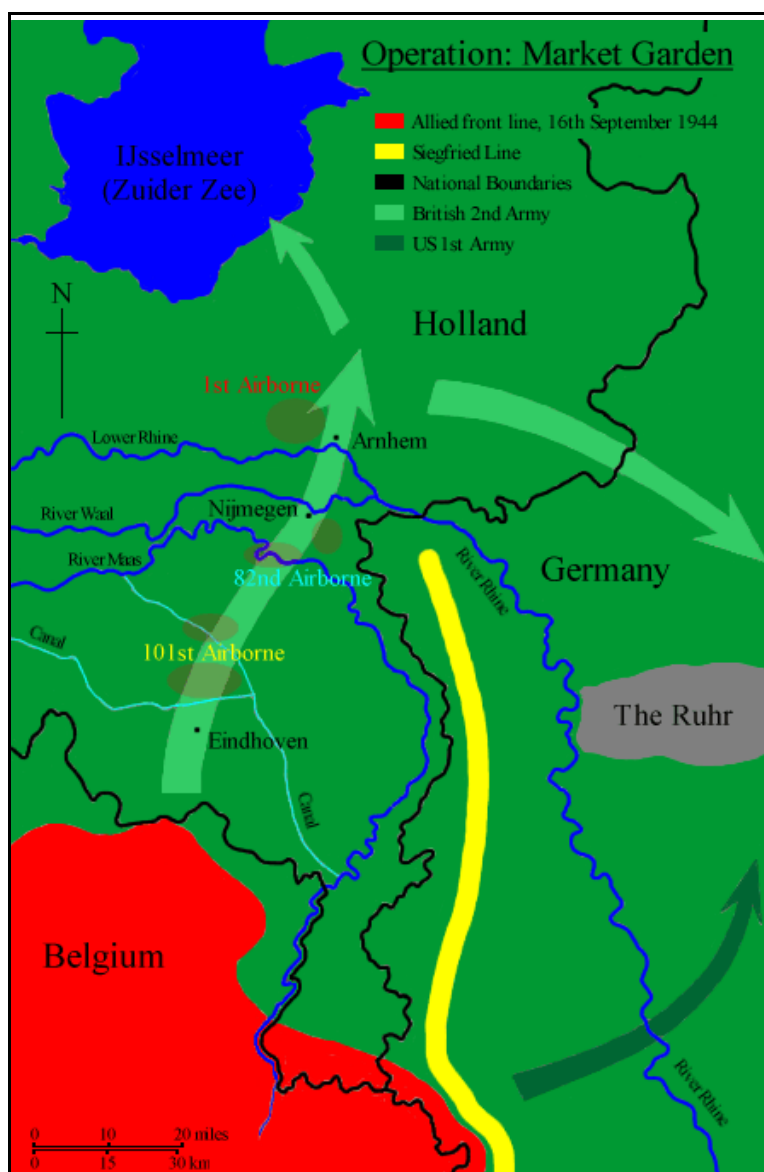 Operation: Market Garden
Allied front line, 16th September 1944
Siegfried Line
National Boundaries
British 2nd Army
US 1st Army
IJsselmeer
(Zuider Zee)
N
Holland
1st Airborne
Lower Rhine
Arnhem
River Waal
Nijmegen
River Maas
82nd Airborne
River Rhine
Germany
Canal
101st Airborne
The Ruhr
Eindhoven
Canal
Belgium
River Rhine
0 10 20 miles
0 15 30 km